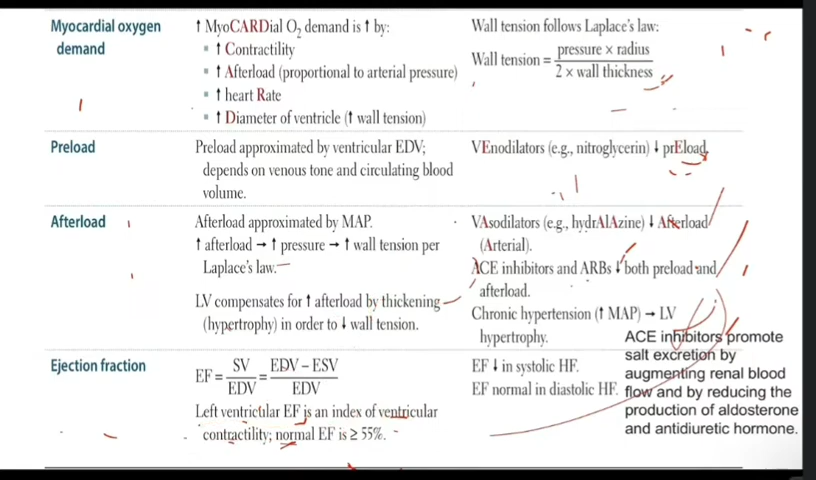 Myocardial oxygen
demand
↑ MyoCARDial O₂ demand is ↑ by:
▪ ↑ Contractility
▪ ↑ Afterload (proportional to arterial pressure)
▪ ↑ heart Rate
▪ ↑ Diameter of ventricle (↑ wall tension)
Wall tension follows Laplace's law:
Wall tension = pressure × radius / 2 × wall thickness
Preload
Preload approximated by ventricular EDV;
depends on venous tone and circulating blood
volume.
VEnodilators (e.g., nitroglycerin) ↓ prEload.
Afterload
Afterload approximated by MAP.
↑ afterload → ↑ pressure → ↑ wall tension per
Laplace's law.
LV compensates for ↑ afterload by thickening
(hypertrophy) in order to ↓ wall tension.
VAsodilators (e.g., hydrAlAzine) ↓ Afterload
(Arterial).
ACE inhibitors and ARBs ↓ both preload and
afterload.
Chronic hypertension (↑ MAP) → LV
hypertrophy.
Ejection fraction
EF = SV / EDV = EDV − ESV / EDV
Left ventricular EF is an index of ventricular
contractility; normal EF is ≥ 55%.
EF ↓ in systolic HF.
EF normal in diastolic HF.
ACE inhibitors promote
salt excretion by
augmenting renal blood
flow and by reducing the
production of aldosterone
and antidiuretic hormone.